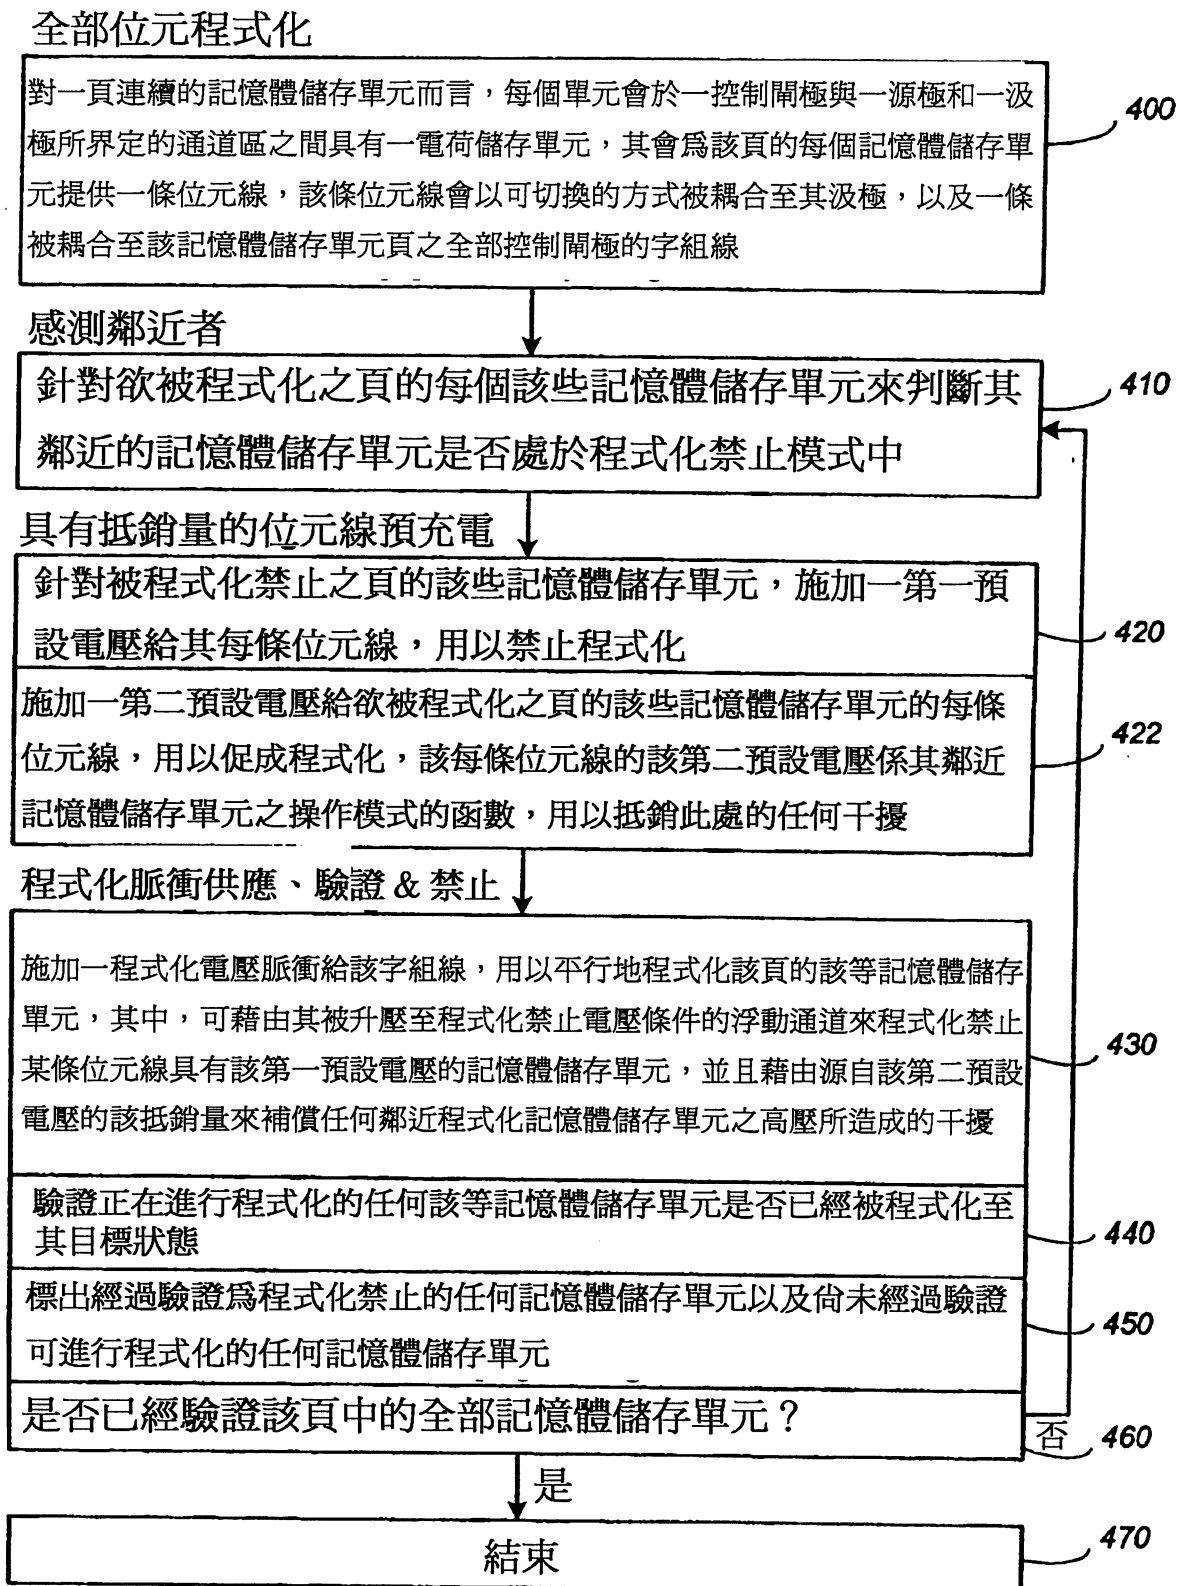 全部位元程式化
對一頁連續的記憶體儲存單元而言，每個單元會於一控制閘極與一源極和一汲
極所界定的通道區之間具有一電荷儲存單元，其會爲該頁的每個記憶體儲存單
元提供一條位元線，該條位元線會以可切換的方式被耦合至其汲極，以及一條
被耦合至該記憶體儲存單元頁之全部控制閘極的字組線
400
感測鄰近者
針對欲被程式化之頁的每個該些記憶體儲存單元來判斷其
鄰近的記憶體儲存單元是否處於程式化禁止模式中
410
具有抵銷量的位元線預充電
針對被程式化禁止之頁的該些記憶體儲存單元，施加一第一預
設電壓給其每條位元線，用以禁止程式化
420
施加一第二預設電壓給欲被程式化之頁的該些記憶體儲存單元的每條
位元線，用以促成程式化，該每條位元線的該第二預設電壓係其鄰近
記憶體儲存單元之操作模式的函數，用以抵銷此處的任何干擾
422
程式化脈衝供應、驗證 & 禁止
施加一程式化電壓脈衝給該字組線，用以平行地程式化該頁的該等記憶體儲存
單元，其中，可藉由其被升壓至程式化禁止電壓條件的浮動通道來程式化禁止
某條位元線具有該第一預設電壓的記憶體儲存單元，並且藉由源自該第二預設
電壓的該抵銷量來補償任何鄰近程式化記憶體儲存單元之高壓所造成的干擾
430
驗證正在進行程式化的任何該等記憶體儲存單元是否已經被程式化至
其目標狀態
440
標出經過驗證爲程式化禁止的任何記憶體儲存單元以及尚未經過驗證
可進行程式化的任何記憶體儲存單元
450
是否已經驗證該頁中的全部記憶體儲存單元？
否
460
是
結束
470